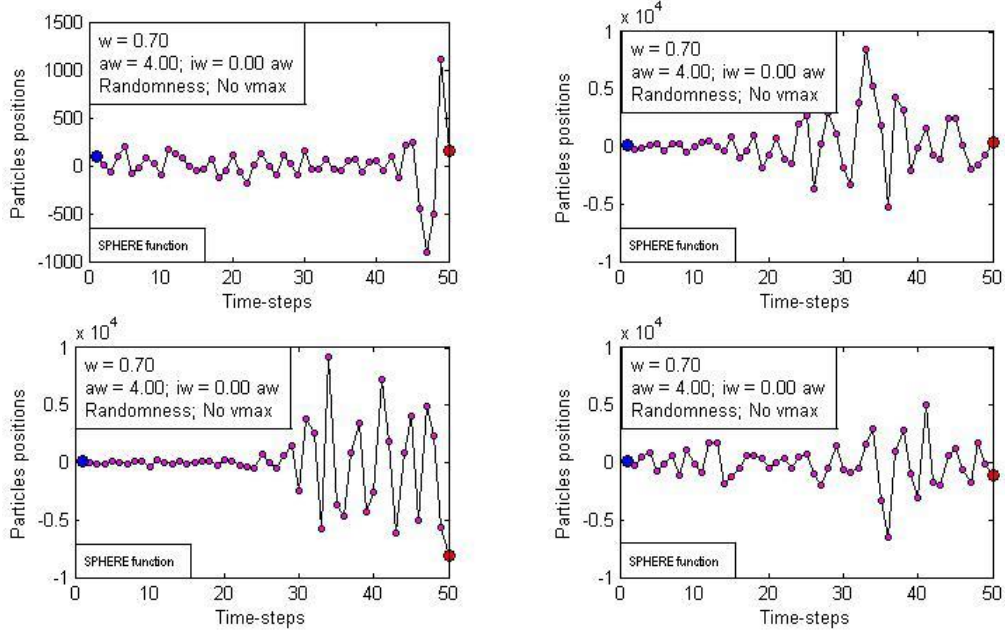 1500
1000
500
0
-500
-1000
Particles positions
w = 0.70
aw = 4.00; iw = 0.00 aw
Randomness; No vmax
SPHERE function
0 10 20 30 40 50
Time-steps
x 10^4
1
0.5
0
-0.5
-1
Particles positions
w = 0.70
aw = 4.00; iw = 0.00 aw
Randomness; No vmax
SPHERE function
0 10 20 30 40 50
Time-steps
x 10^4
1
0.5
0
-0.5
-1
Particles positions
w = 0.70
aw = 4.00; iw = 0.00 aw
Randomness; No vmax
SPHERE function
0 10 20 30 40 50
Time-steps
x 10^4
1
0.5
0
-0.5
-1
Particles positions
w = 0.70
aw = 4.00; iw = 0.00 aw
Randomness; No vmax
SPHERE function
0 10 20 30 40 50
Time-steps